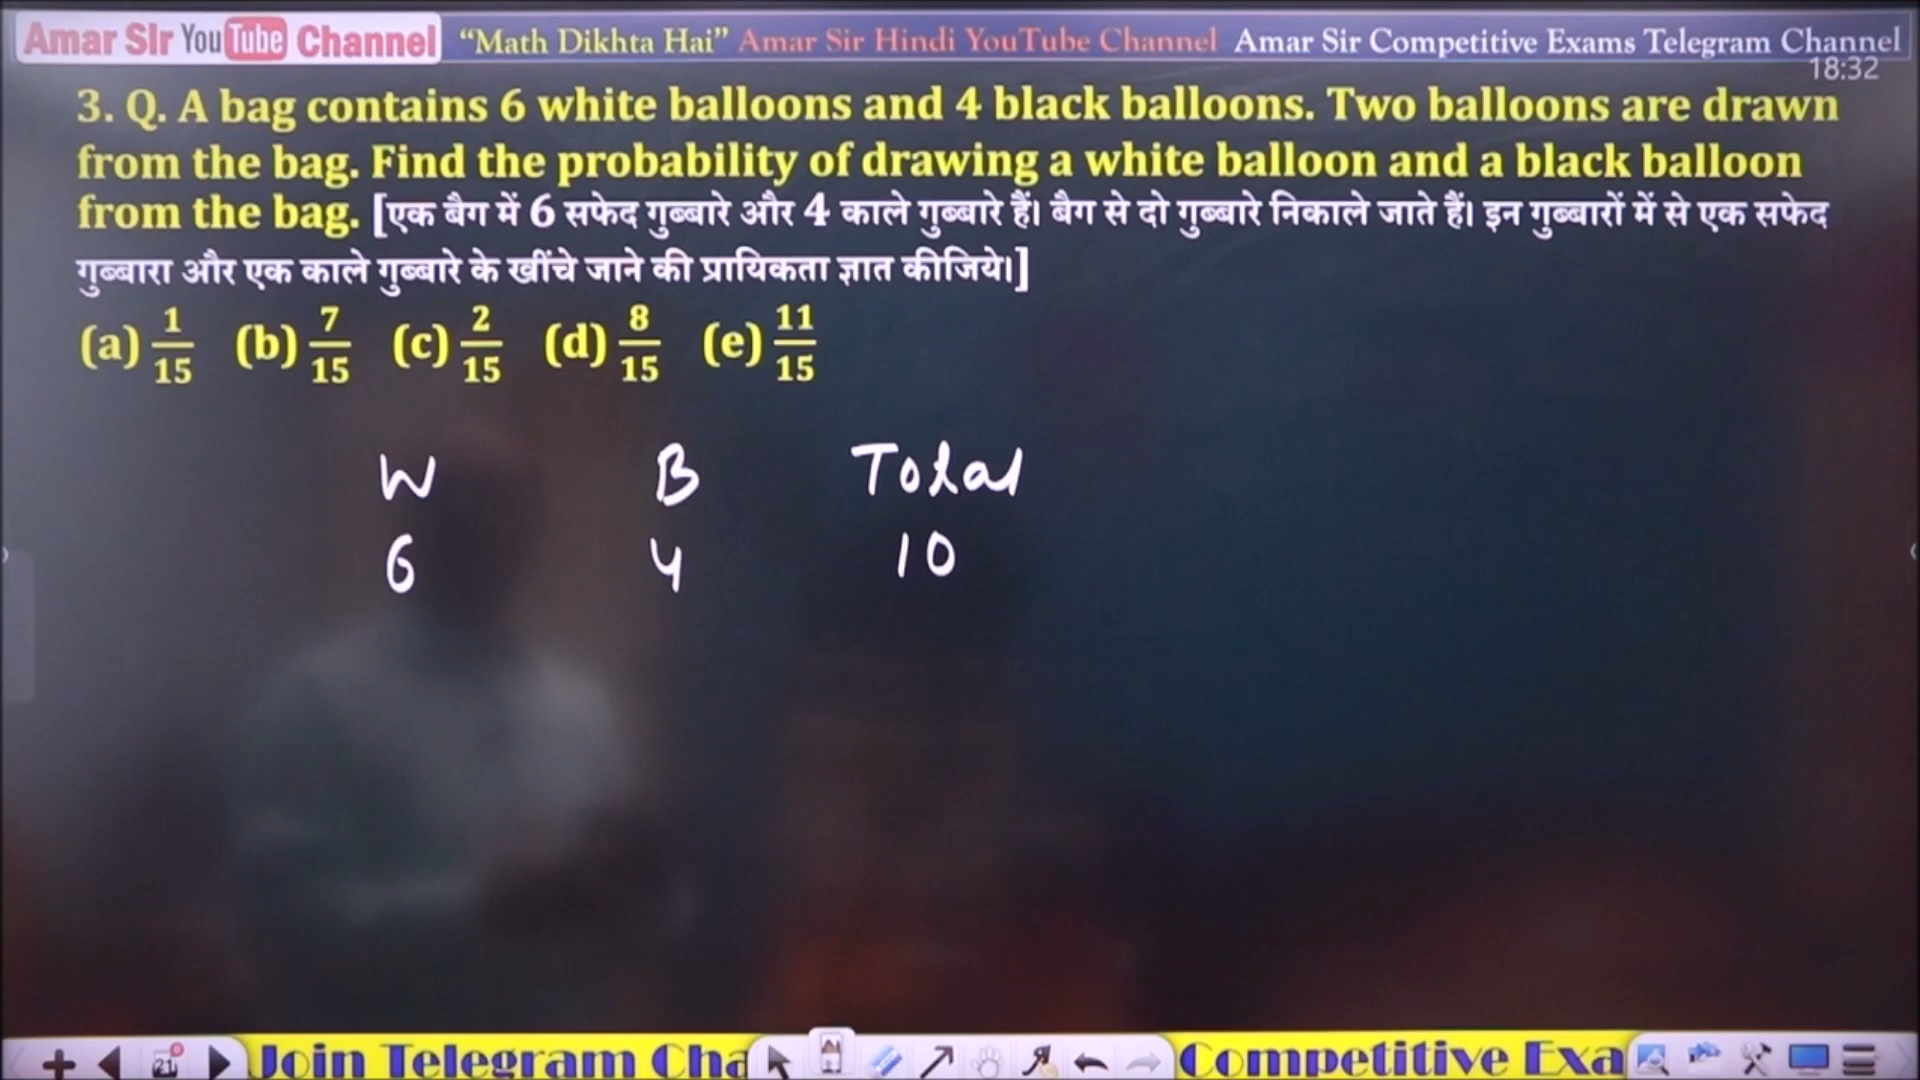 Amar SIr YouTube Channel "Math Dikhta Hai" Amar Sir Hindi YouTube Channel Amar Sir Competitive Exams Telegram Channel
18:32
3. Q. A bag contains 6 white balloons and 4 black balloons. Two balloons are drawn
from the bag. Find the probability of drawing a white balloon and a black balloon
from the bag. [एक बैग में 6 सफेद गुब्बारे और 4 काले गुब्बारे हैं। बैग से दो गुब्बारे निकाले जाते हैं। इन गुब्बारों में से एक सफेद
गुब्बारा और एक काले गुब्बारे के खींचे जाने की प्रायिकता ज्ञात कीजिये।]
(a) 1/15 (b) 7/15 (c) 2/15 (d) 8/15 (e) 11/15
W B Total
6 4 10
21 Join Telegram Cha Competitive Exa